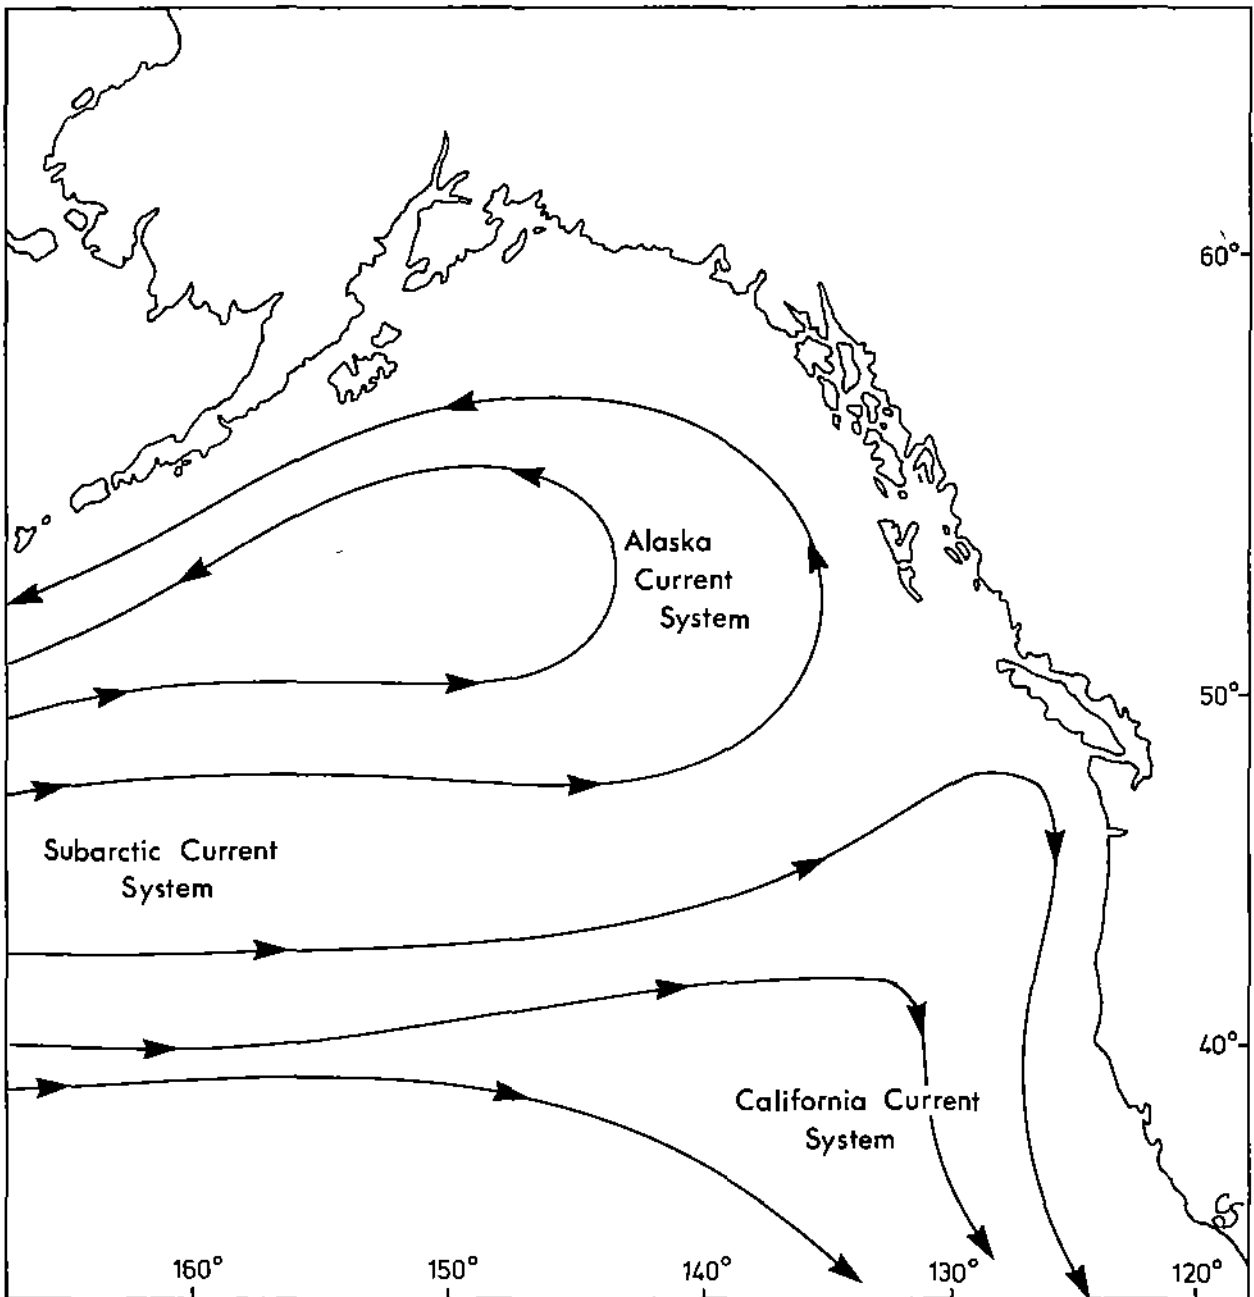 60°
Alaska
Current
System
50°
Subarctic Current
System
40°
California Current
System
160°
150°
140°
130°
120°